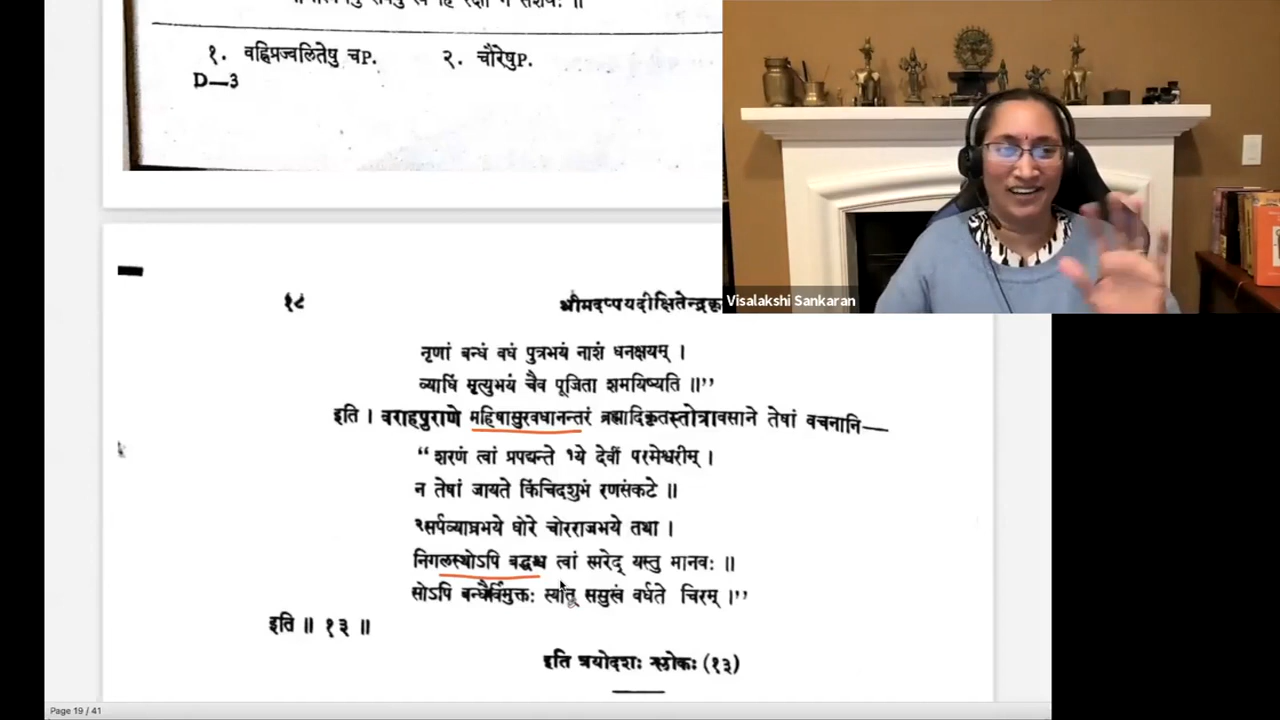 १. वह्निप्रज्वलितेषु चP. २. चौरेषुP.
D—3
Visalakshi Sankaran
१८ श्रीमदप्पयदीक्षितेन्द्रकृ
नृणां बन्धं वधं पुत्रभयं नाशं धनक्षयम् ।
व्याधिं मृत्युभयं चैव पूजिता शमयिष्यति ॥”
इति । वराहपुराणे महिषासुरवधानन्तरं ब्रह्मादिकृतस्तोत्रावसाने तेषां वचनानि—
“ शरणं त्वां प्रपद्यन्ते १ये देवीं परमेश्वरीम् ।
न तेषां जायते किंचिदशुभं रणसंकटे ॥
२सर्पव्याघ्रभये घोरे चोरराजभये तथा ।
निगलस्थोऽपि बद्धश्च त्वां स्मरेद् यस्तु मानवः ॥
सोऽपि बन्धैर्विमुक्तः ससुखं वर्धते चिरम् ।”
इति ॥ १३ ॥
इति त्रयोदशः श्लोकः (१३)
Page 19 / 41